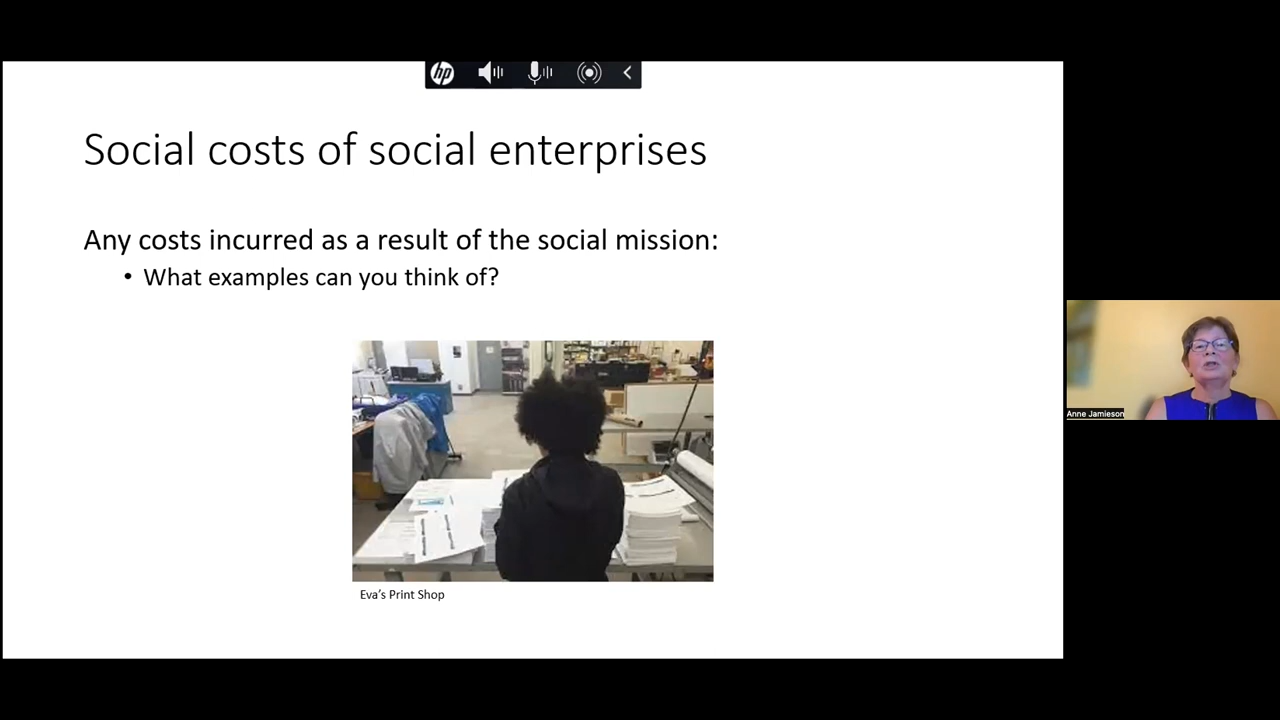 hp
Social costs of social enterprises
Any costs incurred as a result of the social mission:
• What examples can you think of?
Eva's Print Shop
Anne Jamieson